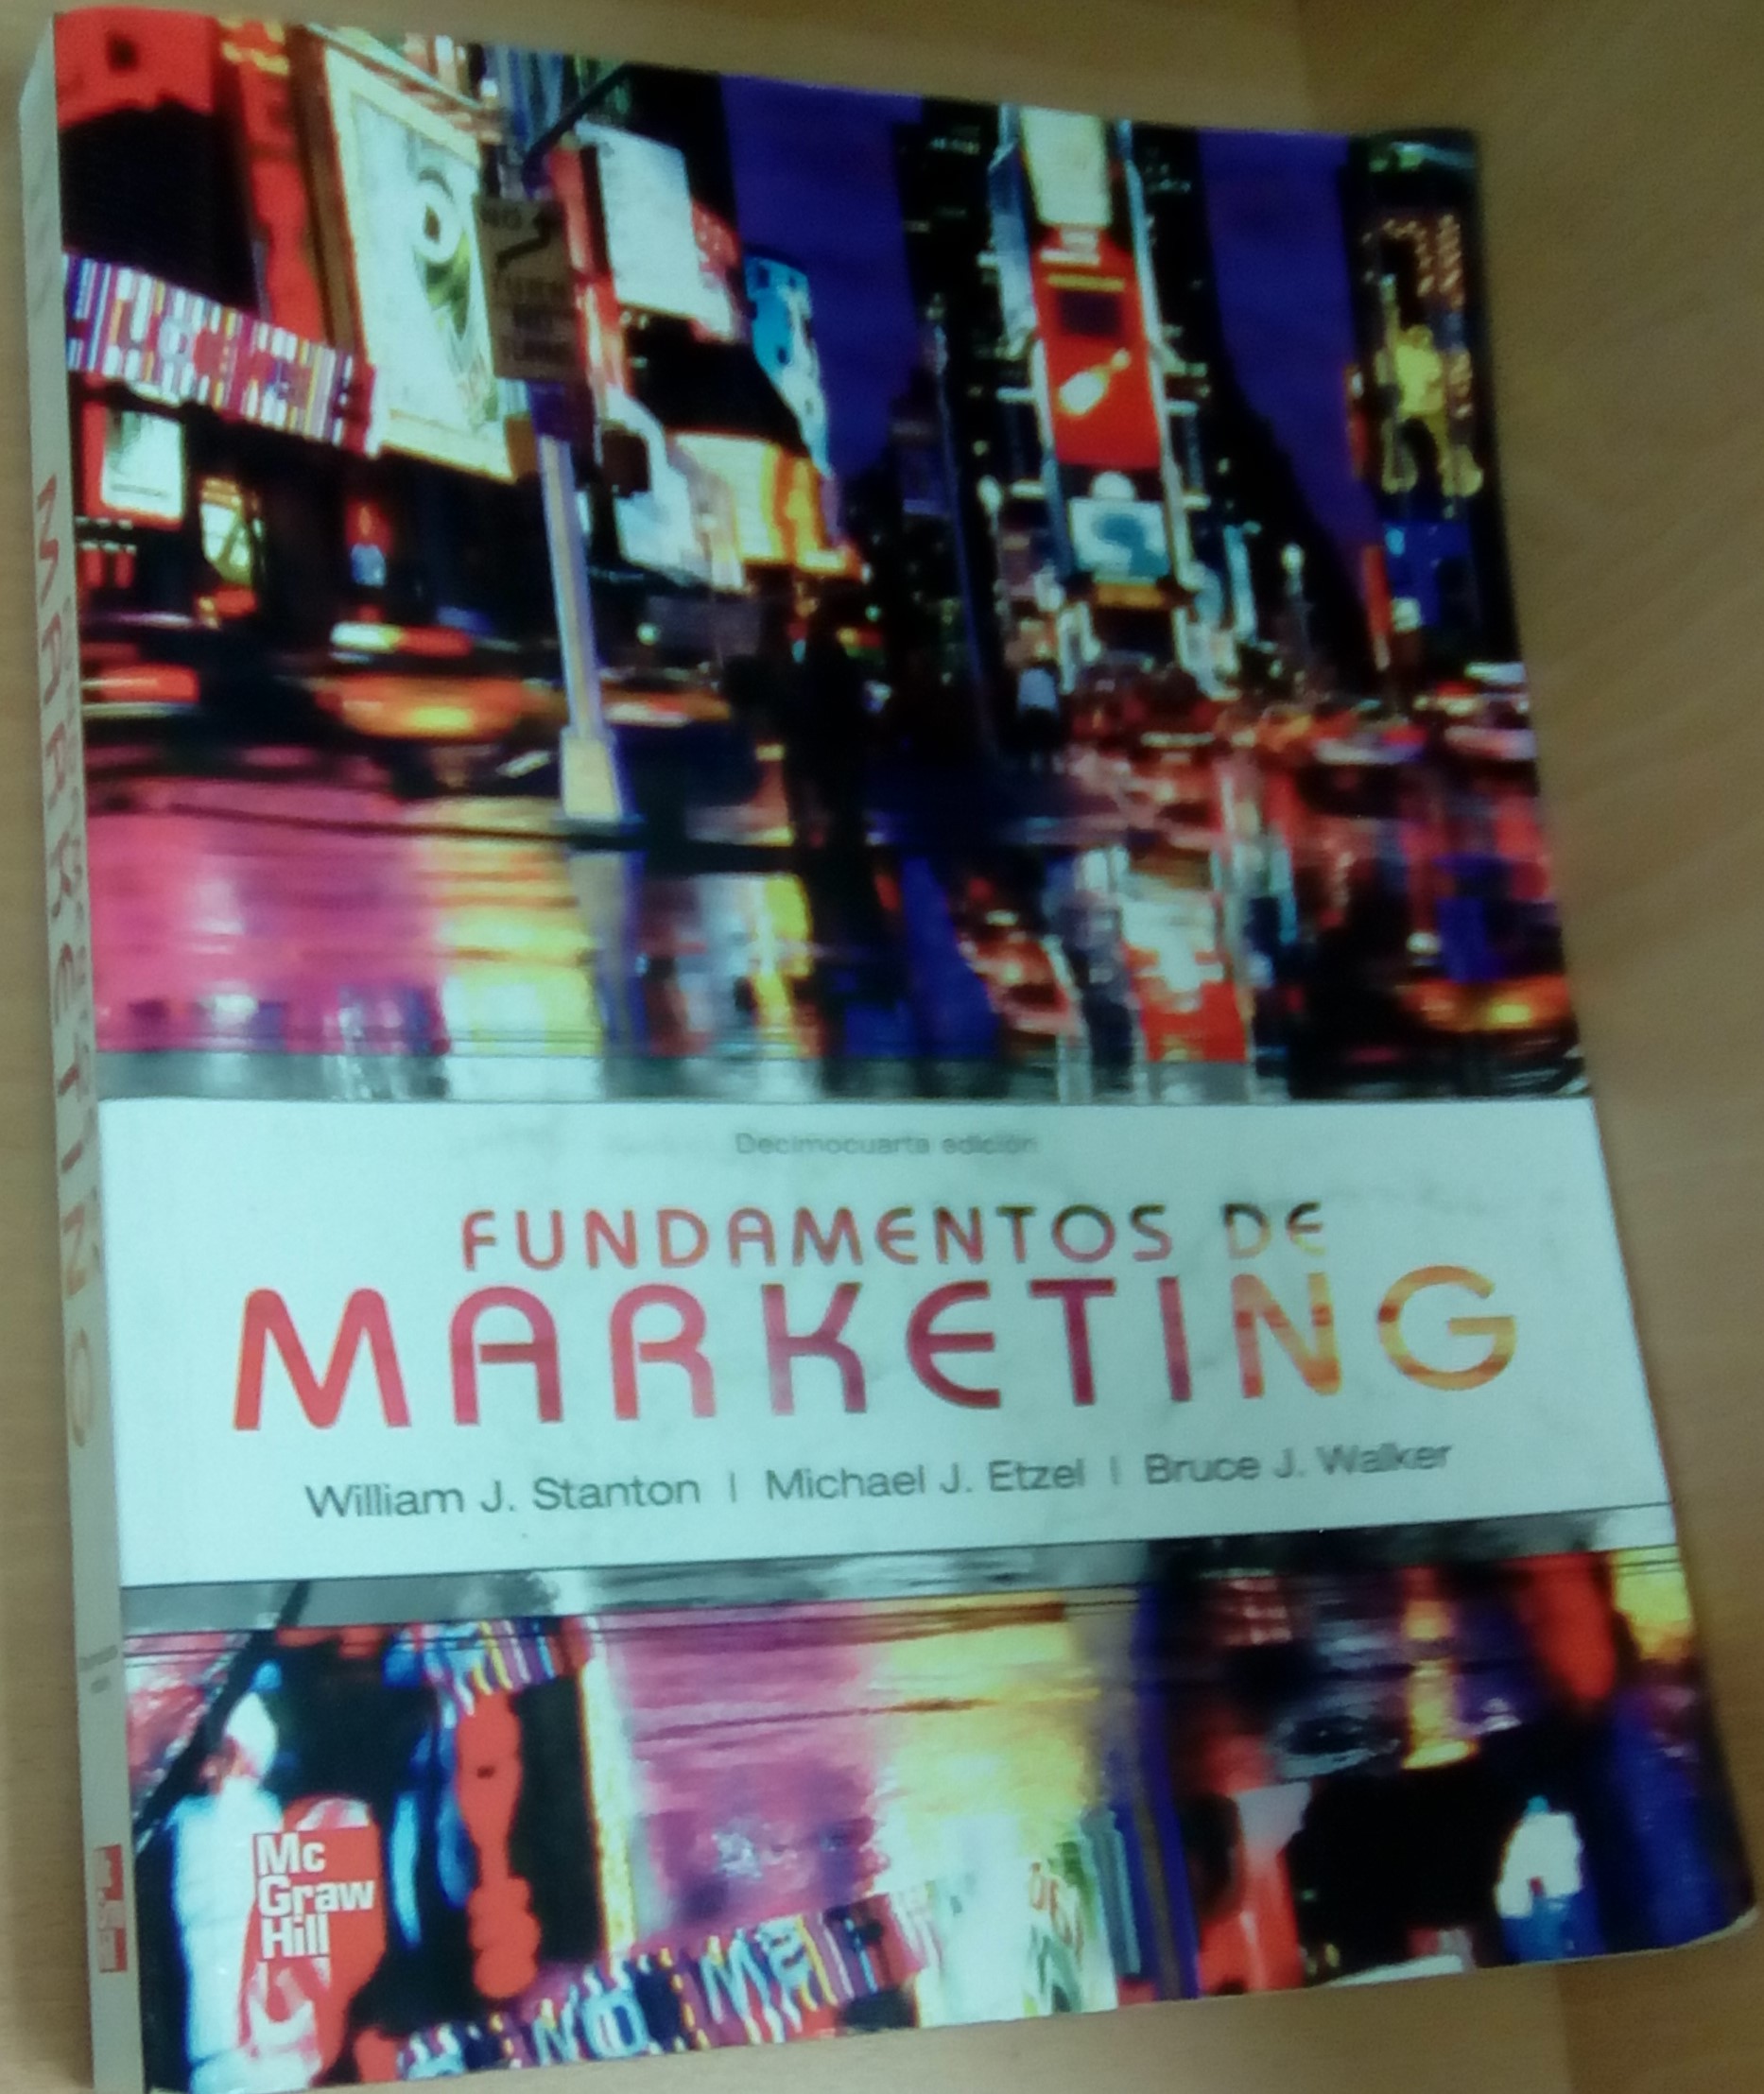 Decimocuarta edición
FUNDAMENTOS DE
MARKETING
William J. Stanton | Michael J. Etzel | Bruce J. Walker
Mc
Graw
Hill
MARKETING